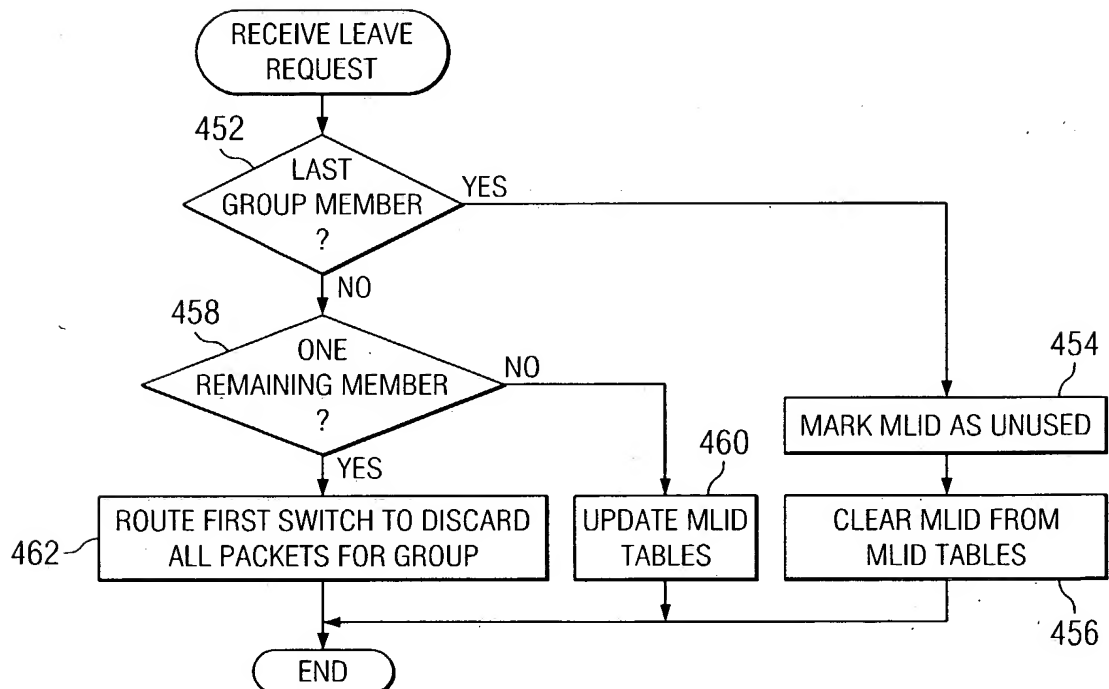 RECEIVE LEAVE
REQUEST
452
LAST
GROUP MEMBER
?
YES
NO
458
ONE
REMAINING MEMBER
?
NO
YES
454
MARK MLID AS UNUSED
460
462
ROUTE FIRST SWITCH TO DISCARD
ALL PACKETS FOR GROUP
UPDATE MLID
TABLES
CLEAR MLID FROM
MLID TABLES
456
END